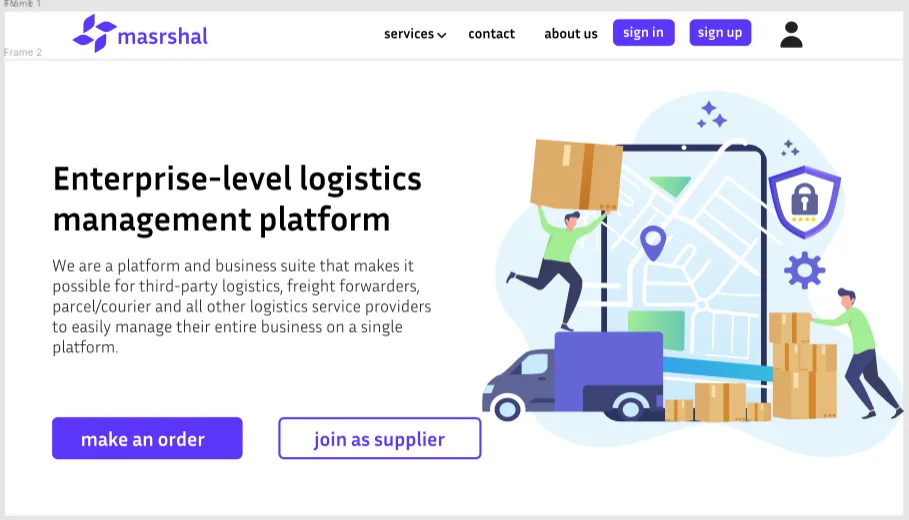 Frame 1
Frame 2
masrshal
services
contact
about us
sign in
sign up
Enterprise-level logistics
management platform
We are a platform and business suite that makes it
possible for third-party logistics, freight forwarders,
parcel/courier and all other logistics service providers
to easily manage their entire business on a single
platform.
make an order
join as supplier